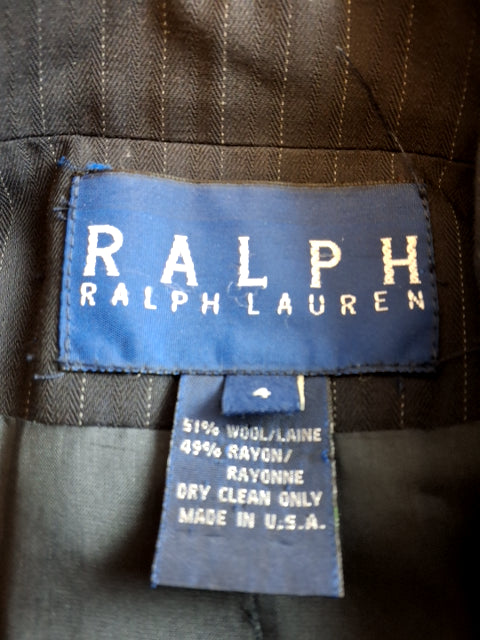 RALPH
RALPH LAUREN
4
51% WOOL/LAINE
49% RAYON/
RAYONNE
DRY CLEAN ONLY
MADE IN U.S.A.